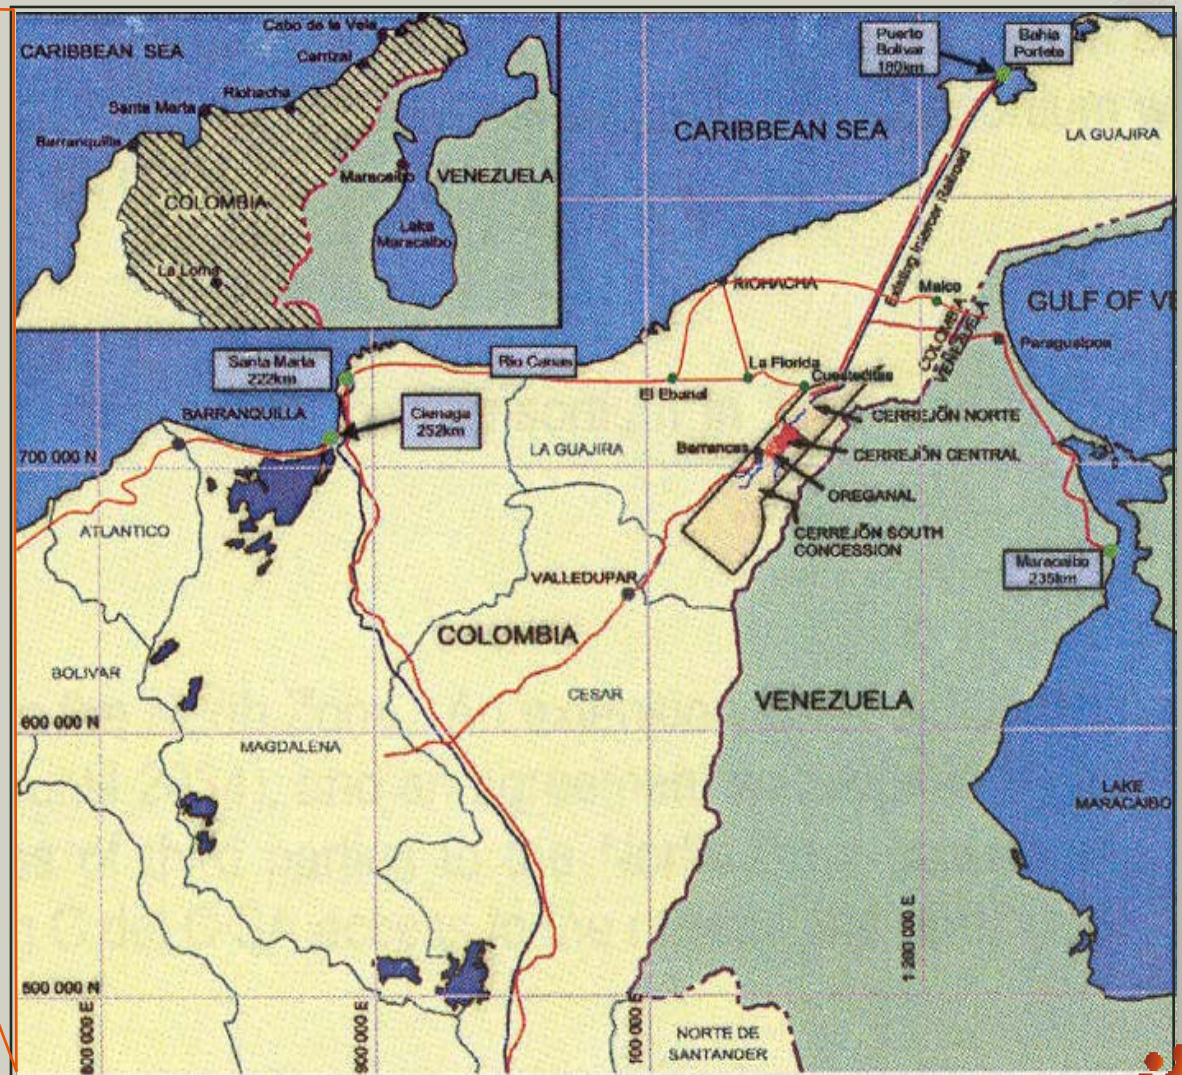 Cabo de la Vela
CARIBBEAN SEA
Carrizal
Riohacha
Santa Marta
Barranquilla
Maracaibo
VENEZUELA
COLOMBIA
Lake
Maracaibo
La Loma
Puerto
Bolivar
180km
Bahia
Portete
CARIBBEAN SEA
LA GUAJIRA
Existing Intercor Railroad
RIOHACHA
Maico
GULF OF VE
COLOMBIA
VENEZUELA
Paraguaipoa
Santa Marta
222km
Rio Canas
La Florida
Cuestecitas
El Ebanal
BARRANQUILLA
Cienaga
252km
CERREJÓN NORTE
LA GUAJIRA
Barrancas
CERREJÓN CENTRAL
700 000 N
OREGANAL
ATLANTICO
CERREJÓN SOUTH
CONCESSION
Maracaibo
235km
VALLEDUPAR
COLOMBIA
BOLIVAR
CESAR
VENEZUELA
600 000 N
MAGDALENA
LAKE
MARACAIBO
1 200 000 E
500 000 N
800 000 E
900 000 E
100 000 E
NORTE DE
SANTANDER